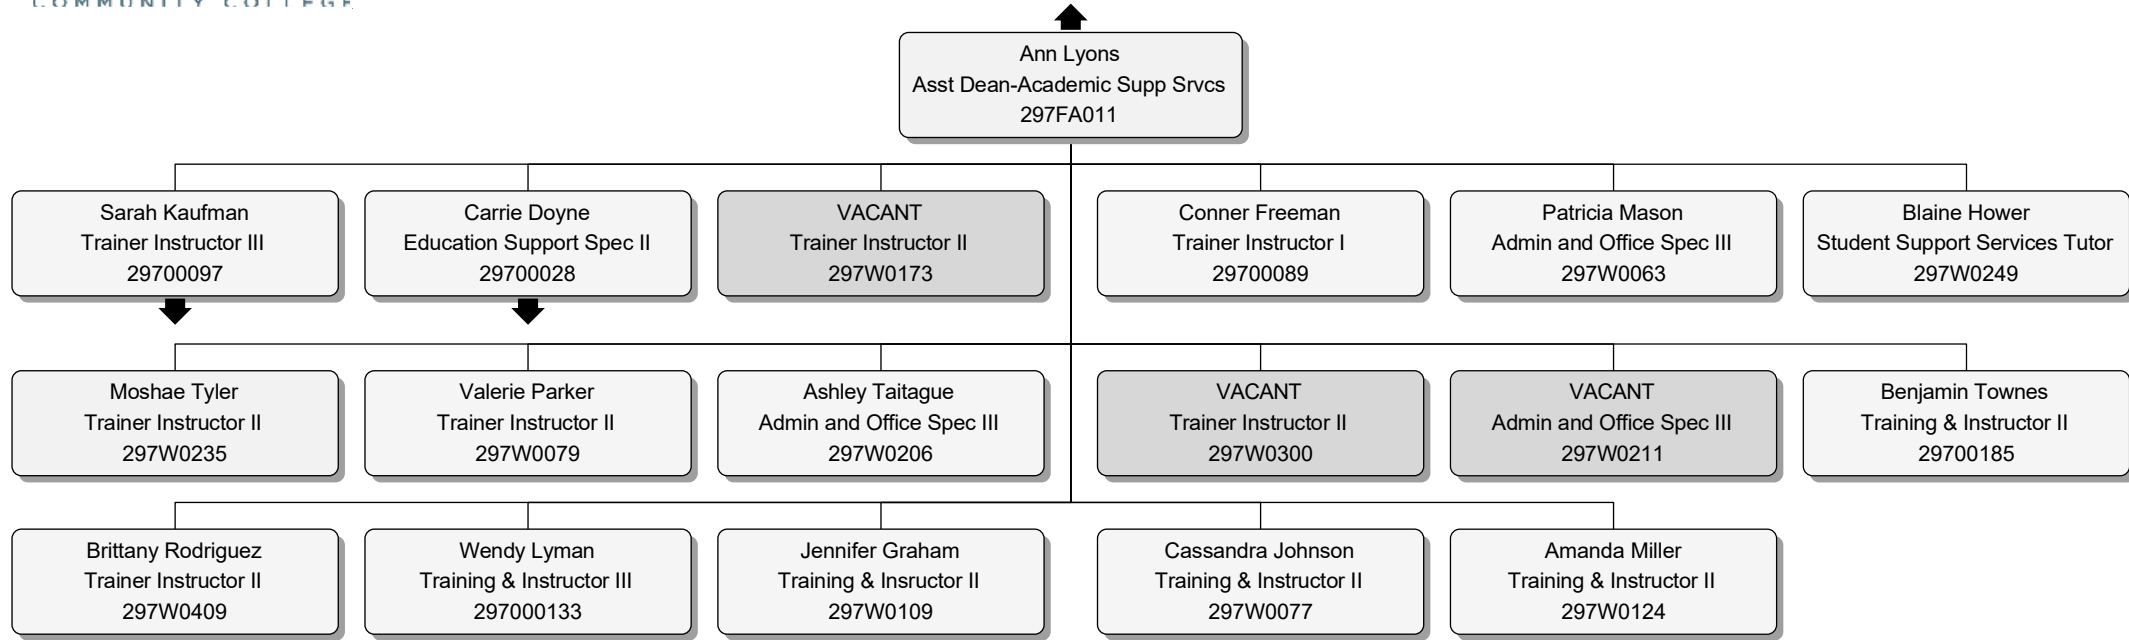 COMMUNITY COLLEGE
Ann Lyons
Asst Dean-Academic Supp Srvcs
297FA011
Sarah Kaufman
Trainer Instructor III
29700097
Carrie Doyne
Education Support Spec II
29700028
VACANT
Trainer Instructor II
297W0173
Conner Freeman
Trainer Instructor I
29700089
Patricia Mason
Admin and Office Spec III
297W0063
Blaine Hower
Student Support Services Tutor
297W0249
Moshae Tyler
Trainer Instructor II
297W0235
Valerie Parker
Trainer Instructor II
297W0079
Ashley Taitague
Admin and Office Spec III
297W0206
VACANT
Trainer Instructor II
297W0300
VACANT
Admin and Office Spec III
297W0211
Benjamin Townes
Training & Instructor II
29700185
Brittany Rodriguez
Trainer Instructor II
297W0409
Wendy Lyman
Training & Instructor III
297000133
Jennifer Graham
Training & Insructor II
297W0109
Cassandra Johnson
Training & Instructor II
297W0077
Amanda Miller
Training & Instructor II
297W0124